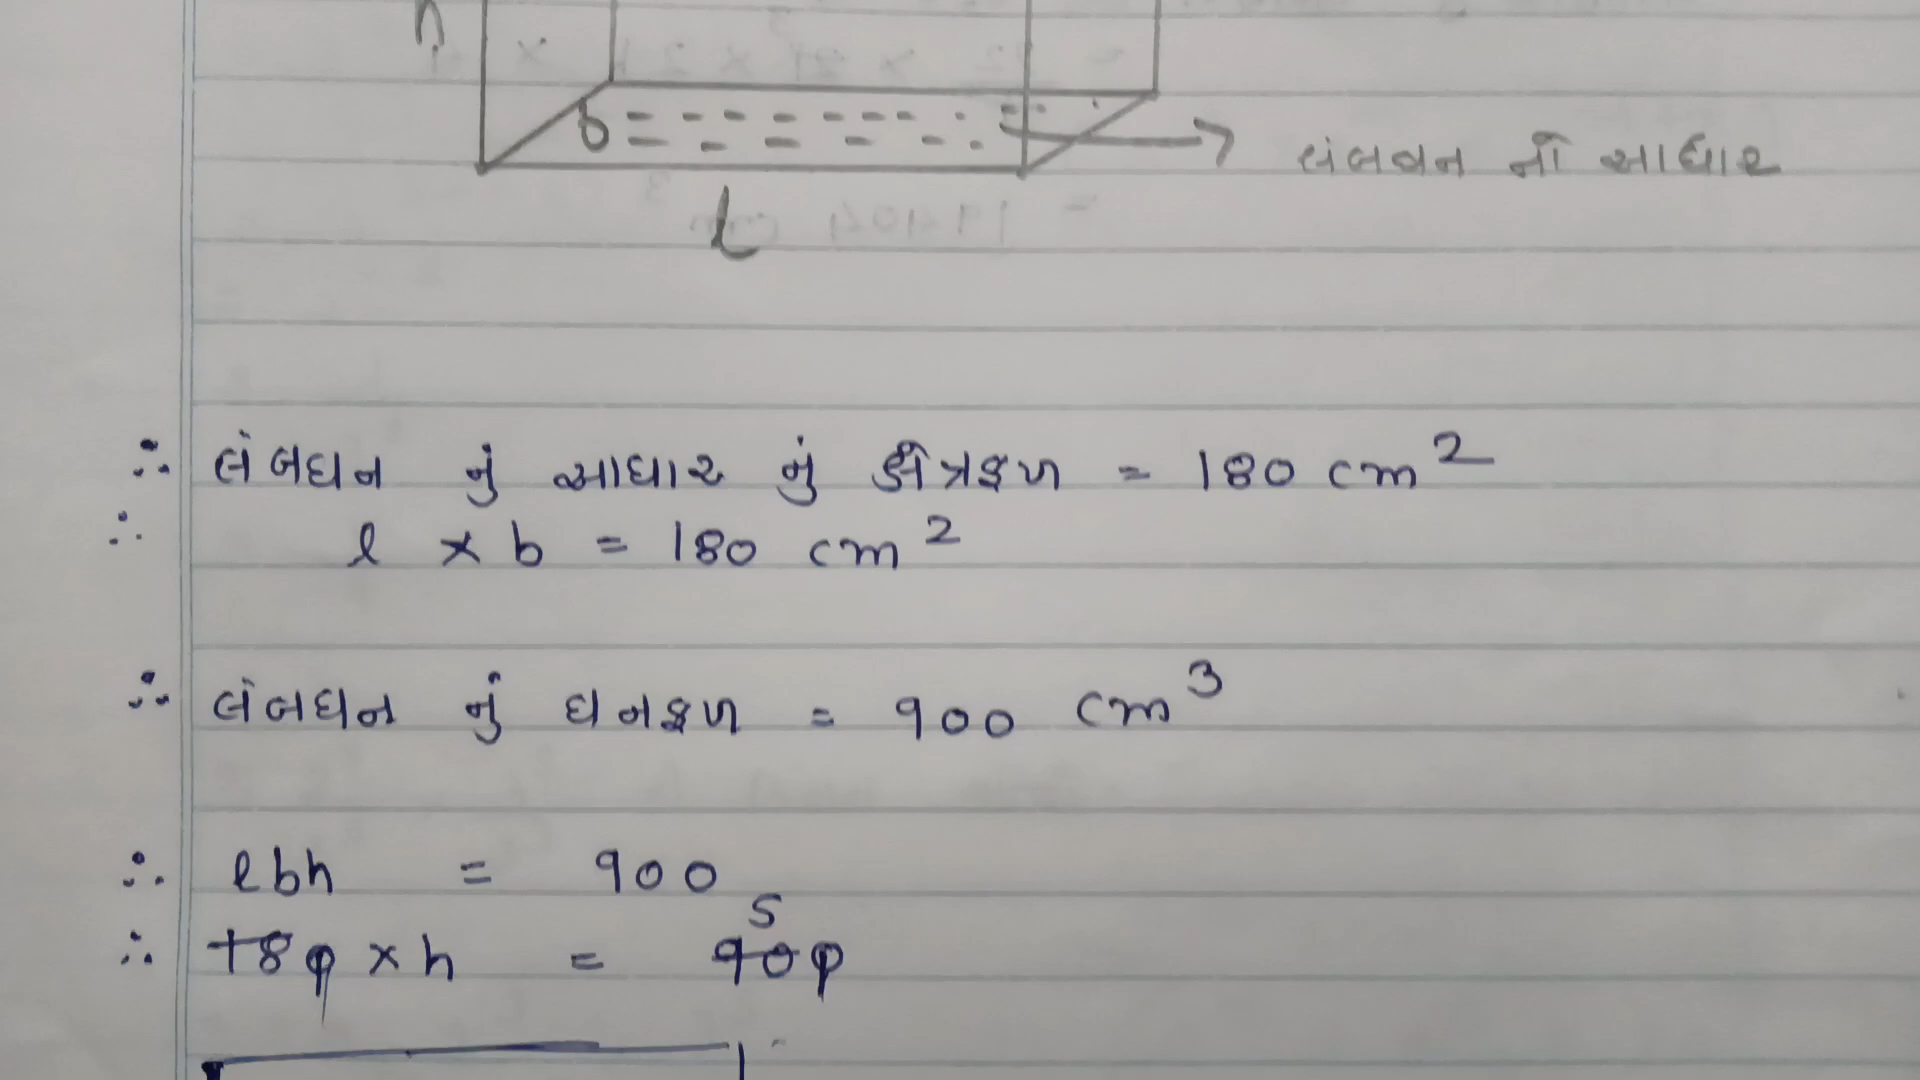 h
b
લંબઘન ની આધાર
l
∴ લંબઘન નું આધાર નું ક્ષેત્રફળ = 180 cm²
∴ l × b = 180 cm²
∴ લંબઘન નું ઘનફળ = 900 cm³
∴ lbh = 900
5
∴ 180 × h = 900